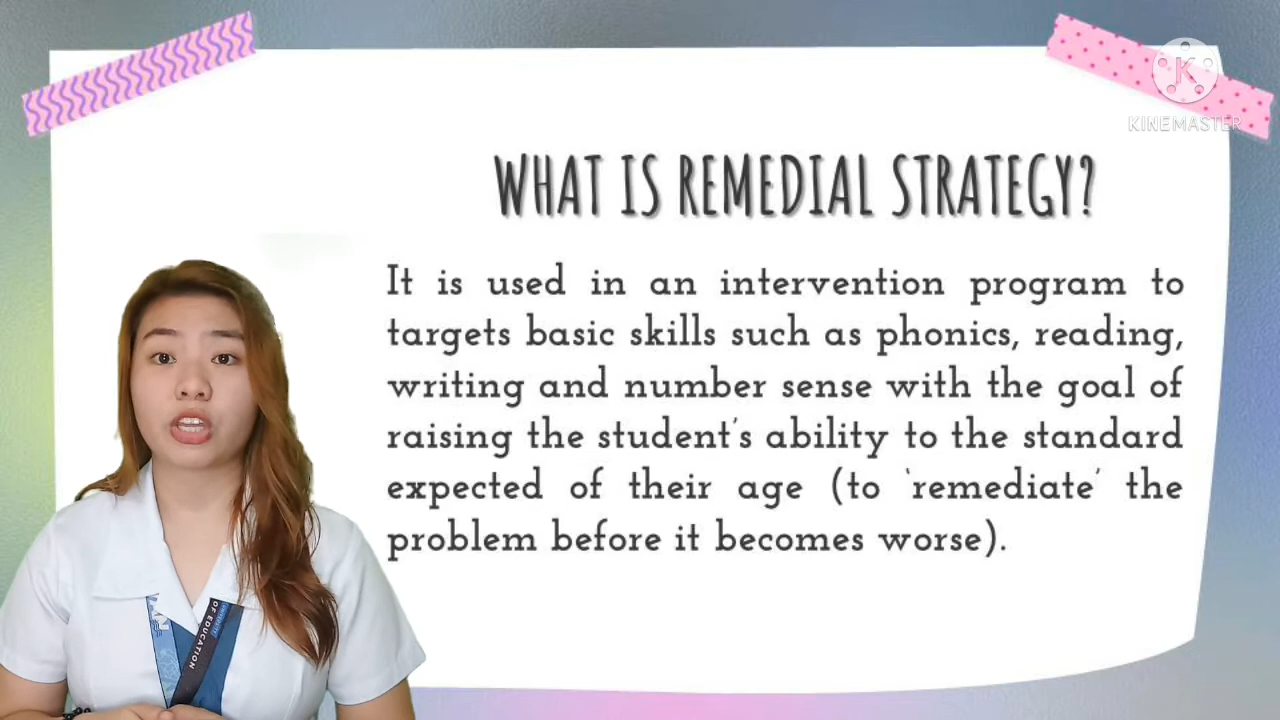 KINEMASTER
WHAT IS REMEDIAL STRATEGY?
It is used in an intervention program to
targets basic skills such as phonics, reading,
writing and number sense with the goal of
raising the student's ability to the standard
expected of their age (to 'remediate' the
problem before it becomes worse).
OF EDUCATION